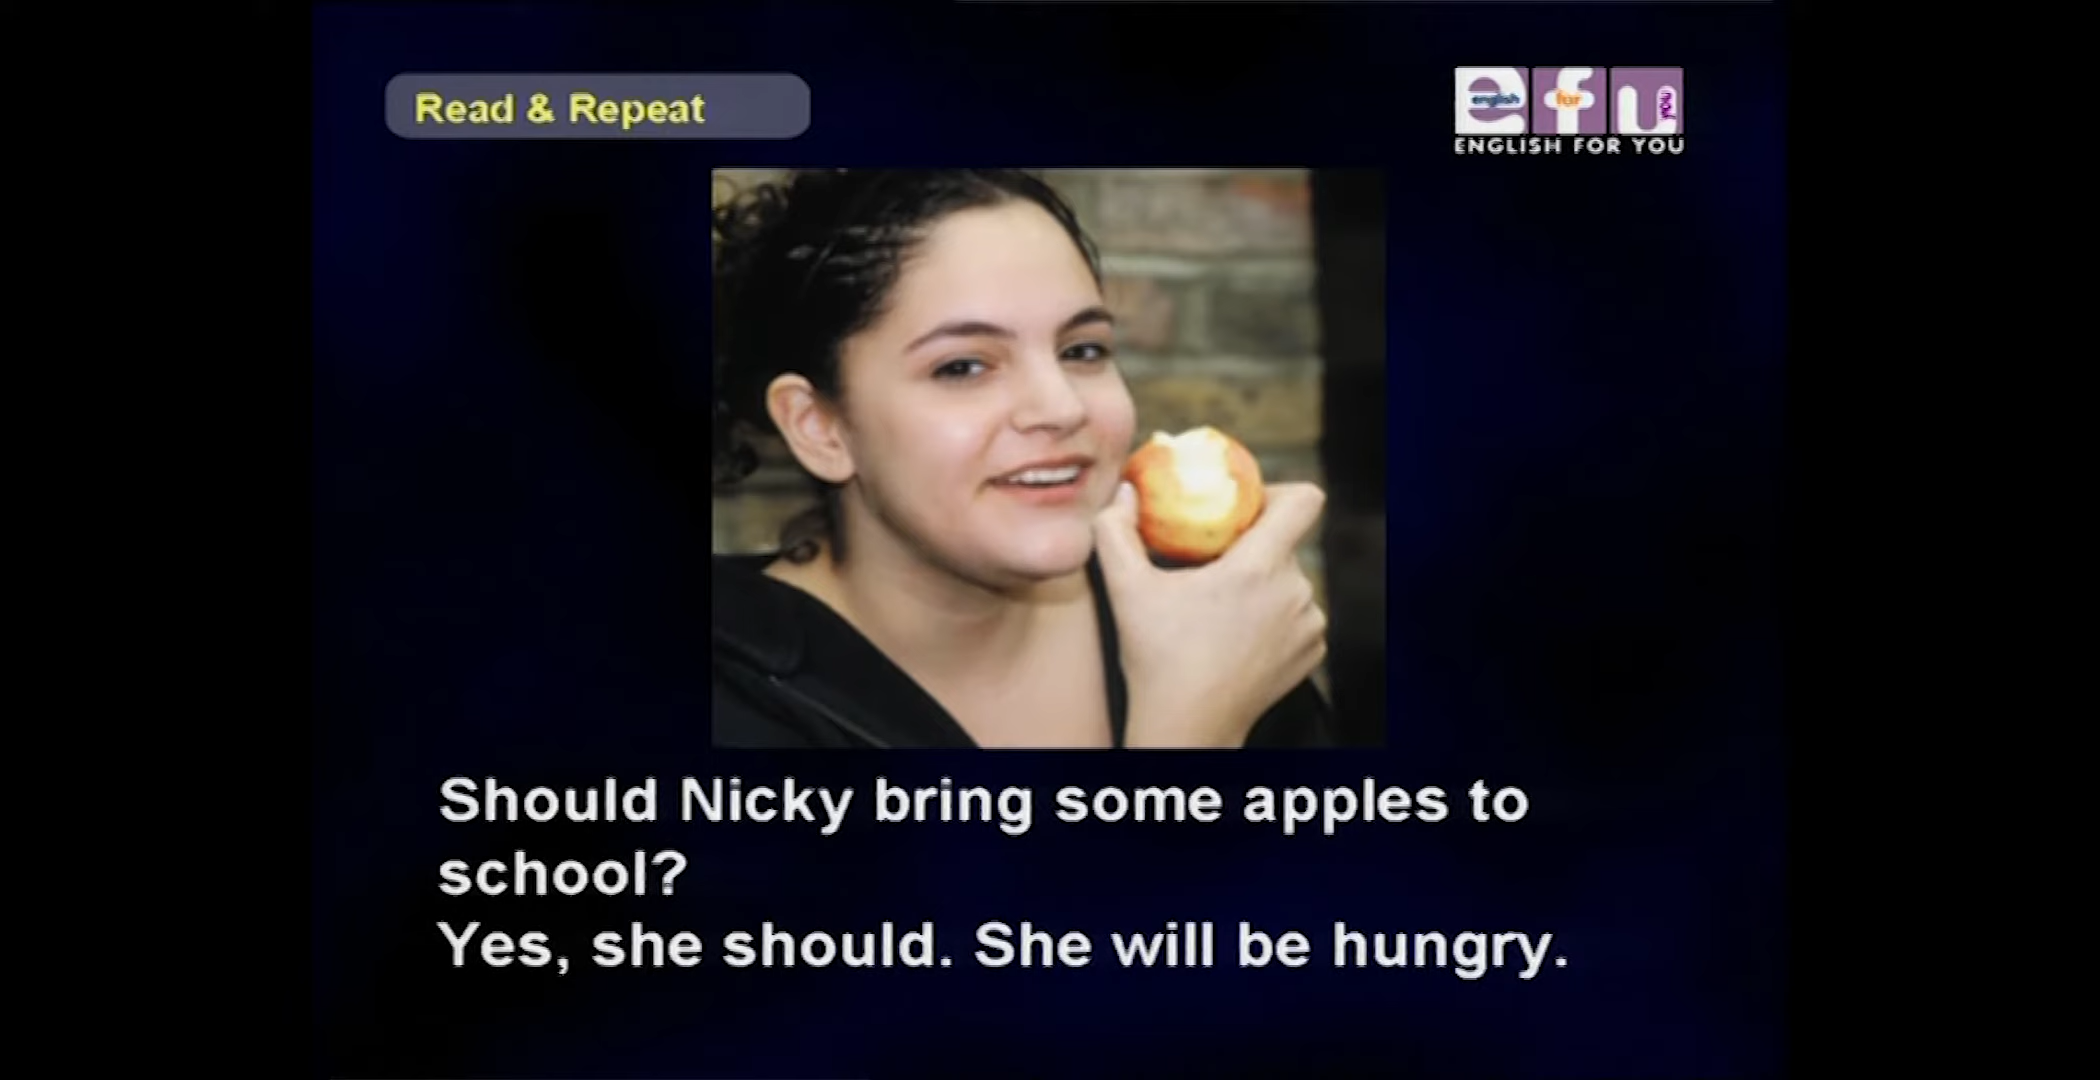 Read & Repeat
efu
english for you
ENGLISH FOR YOU
Should Nicky bring some apples to
school?
Yes, she should. She will be hungry.